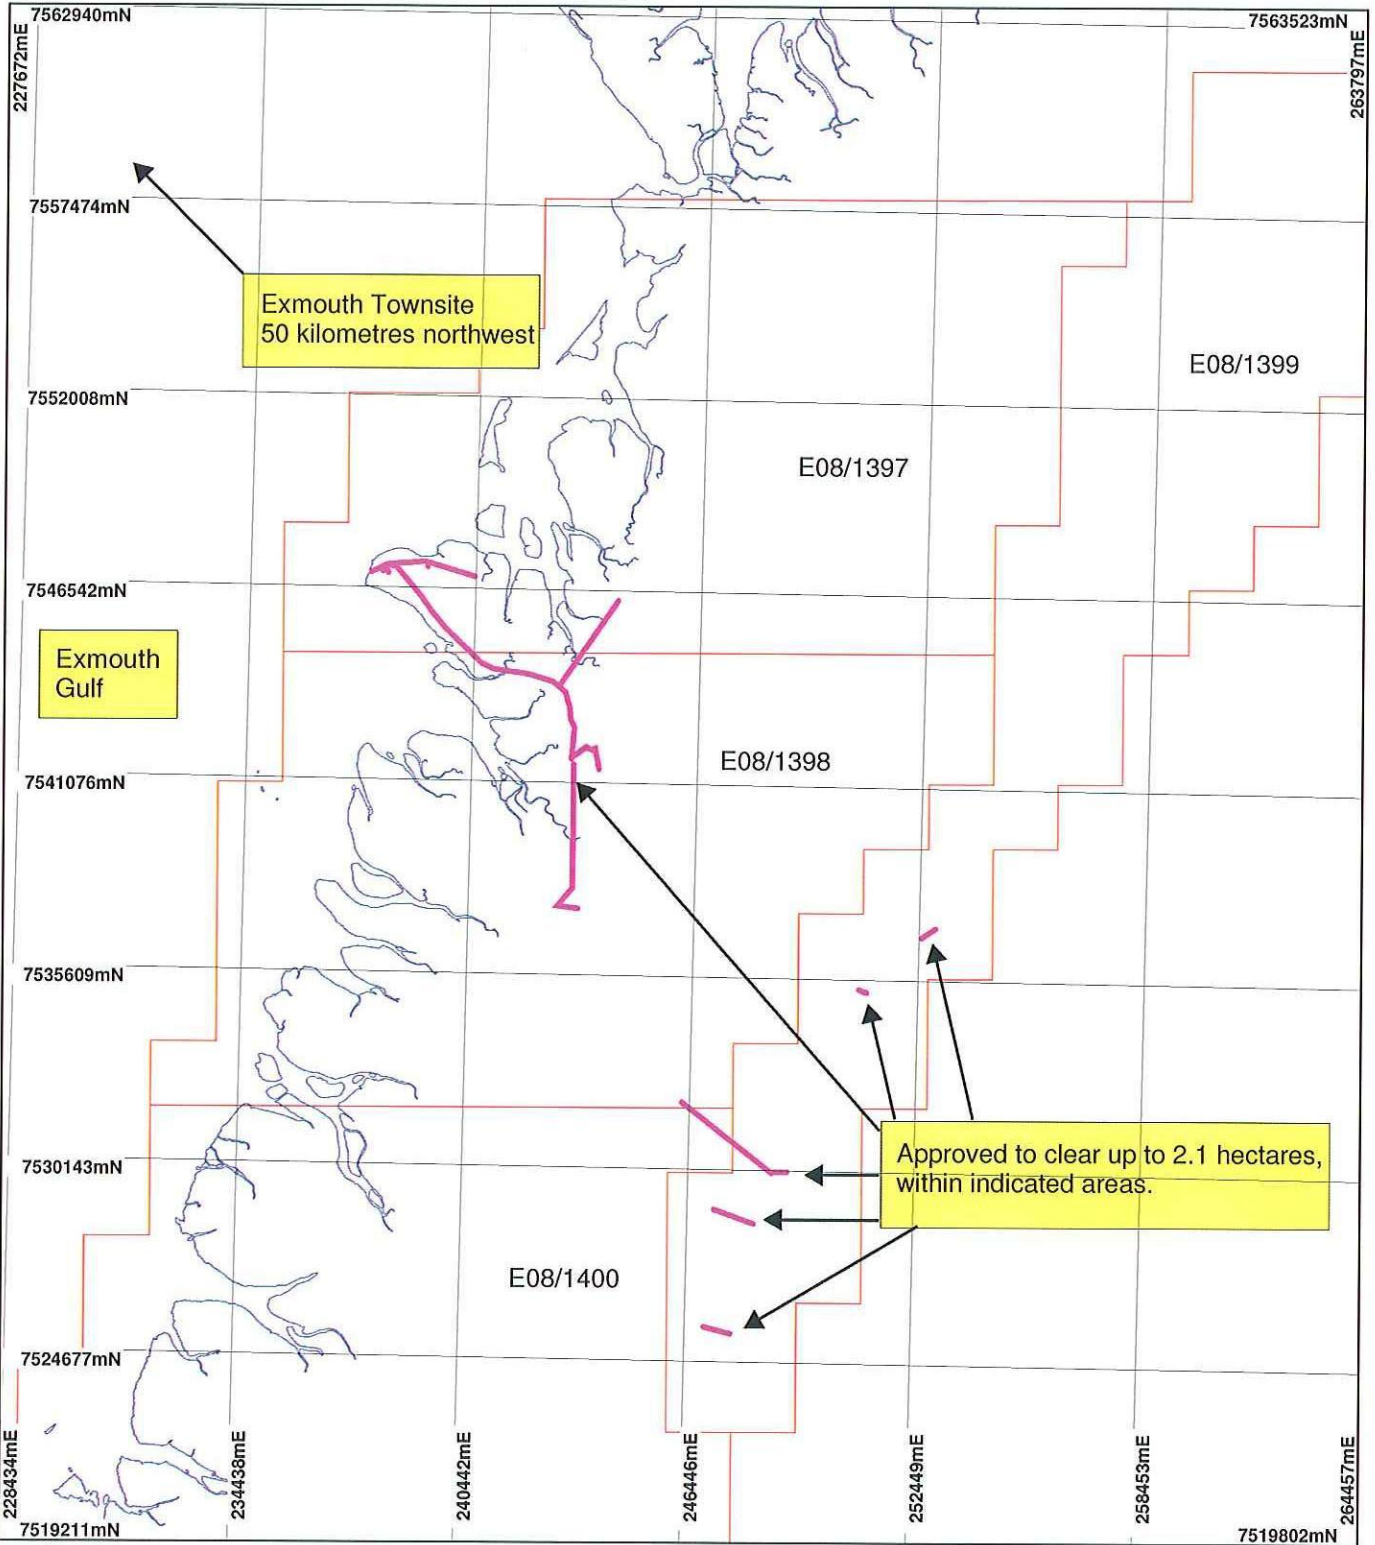 7562940mN
7563523mN
227672mE
263797mE
7557474mN
Exmouth Townsite
50 kilometres northwest
E08/1399
7552008mN
E08/1397
7546542mN
Exmouth
Gulf
E08/1398
7541076mN
7535609mN
Approved to clear up to 2.1 hectares,
within indicated areas.
7530143mN
E08/1400
7524677mN
228434mE
234438mE
240442mE
246446mE
252449mE
258453mE
264457mE
7519211mN
7519802mN